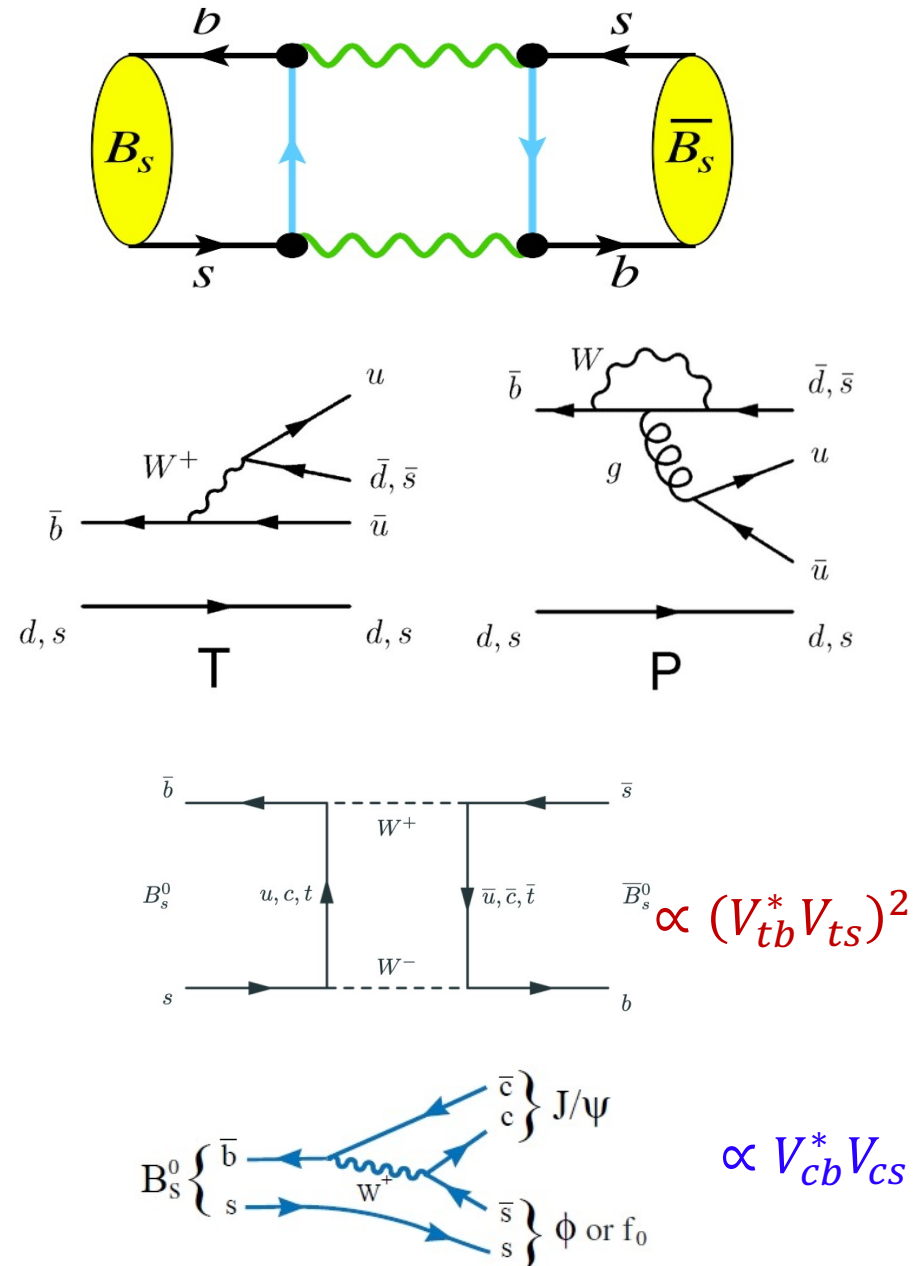 b
s
B_s
\overline{B_s}
s
b
u
W^+
\bar{d}, \bar{s}
\bar{b}
\bar{u}
d, s
d, s
T
W
\bar{b}
\bar{d}, \bar{s}
u
g
\bar{u}
d, s
d, s
P
\bar{b}
\bar{s}
W^+
B_s^0
u, c, t
\bar{u}, \bar{c}, \bar{t}
\overline{B}_s^0
∝ (V_{tb}^* V_{ts})^2
W^-
s
b
\bar{c}
c
} J/ψ
B_s^0 {
\bar{b}
s
W^+
∝ V_{cb}^* V_{cs}
\bar{s}
s
} ϕ or f_0